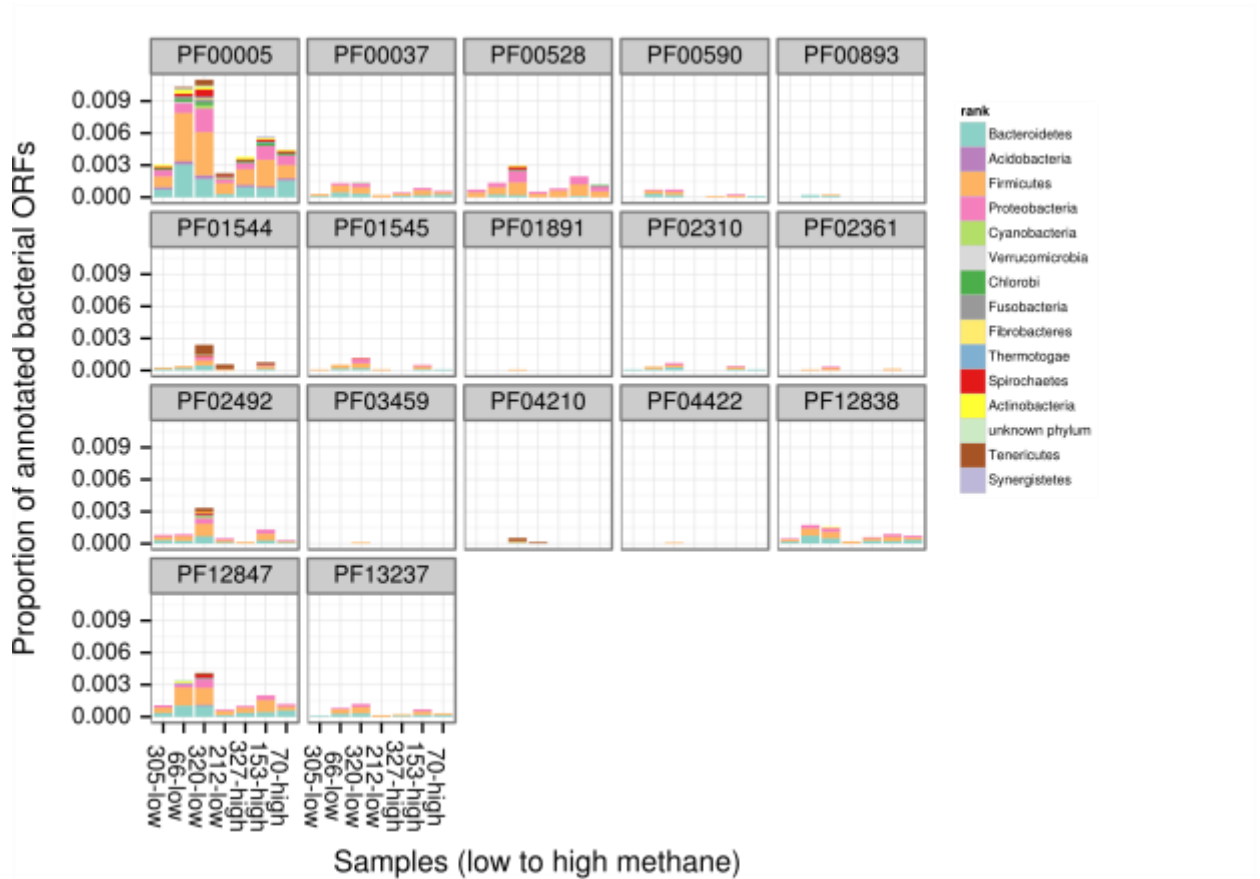 PF00005 PF00037 PF00528 PF00590 PF00893
0.009
0.006
0.003
0.000
PF01544 PF01545 PF01891 PF02310 PF02361
0.009
0.006
0.003
0.000
PF02492 PF03459 PF04210 PF04422 PF12838
0.009
0.006
0.003
0.000
PF12847 PF13237
0.009
0.006
0.003
0.000
305-low 66-low 320-low 212-low 327-high 153-high 70-high 305-low 66-low 320-low 212-low 327-high 153-high 70-high
Samples (low to high methane)
Proportion of annotated bacterial ORFs
rank
Bacteroidetes
Acidobacteria
Firmicutes
Proteobacteria
Cyanobacteria
Verrucomicrobia
Chlorobi
Fusobacteria
Fibrobacteres
Thermotogae
Spirochaetes
Actinobacteria
unknown phylum
Tenericutes
Synergistetes